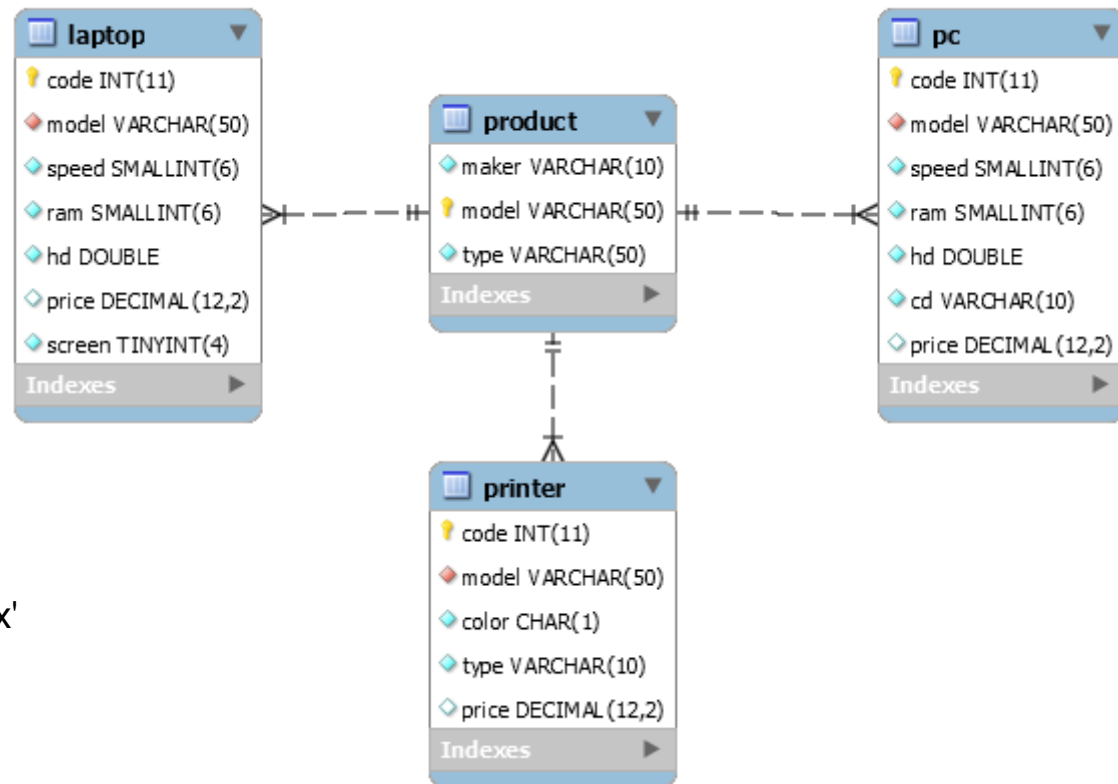 laptop
code INT(11)
model VARCHAR(50)
speed SMALLINT(6)
ram SMALLINT(6)
hd DOUBLE
price DECIMAL(12,2)
screen TINYINT(4)
Indexes
product
maker VARCHAR(10)
model VARCHAR(50)
type VARCHAR(50)
Indexes
pc
code INT(11)
model VARCHAR(50)
speed SMALLINT(6)
ram SMALLINT(6)
hd DOUBLE
cd VARCHAR(10)
price DECIMAL(12,2)
Indexes
printer
code INT(11)
model VARCHAR(50)
color CHAR(1)
type VARCHAR(10)
price DECIMAL(12,2)
Indexes
x'